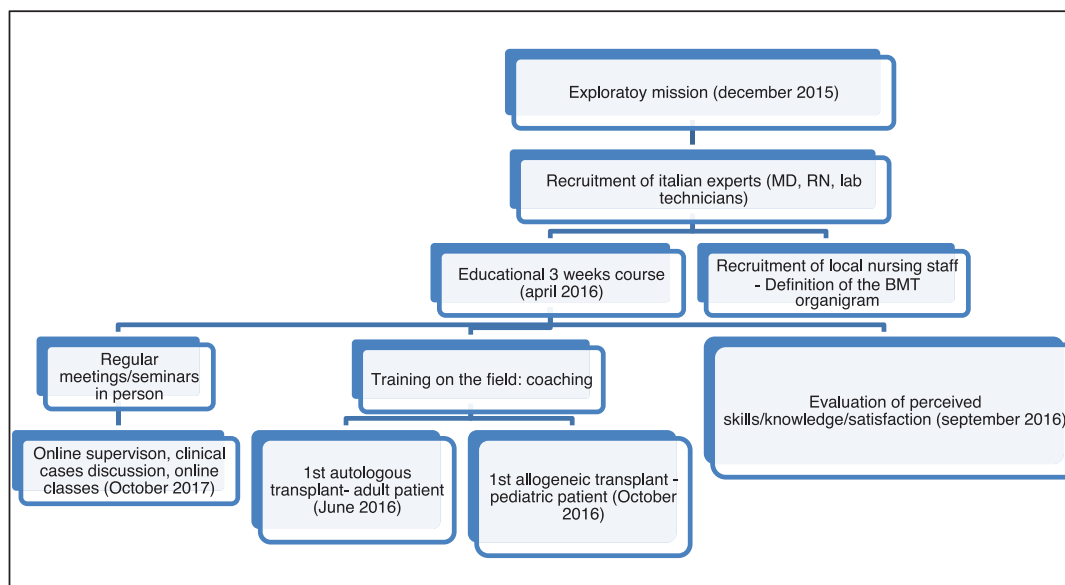 Exploratoy mission (december 2015)
Recruitment of italian experts (MD, RN, lab
technicians)
Educational 3 weeks course
(april 2016)
Recruitment of local nursing staff
- Definition of the BMT
organigram
Regular
meetings/seminars
in person
Training on the field: coaching
Evaluation of perceived
skills/knowledge/satisfaction (september 2016)
Online supervision, clinical
cases discussion, online
classes (October 2017)
1st autologous
transplant- adult patient
(June 2016)
1st allogeneic transplant -
pediatric patient (October
2016)